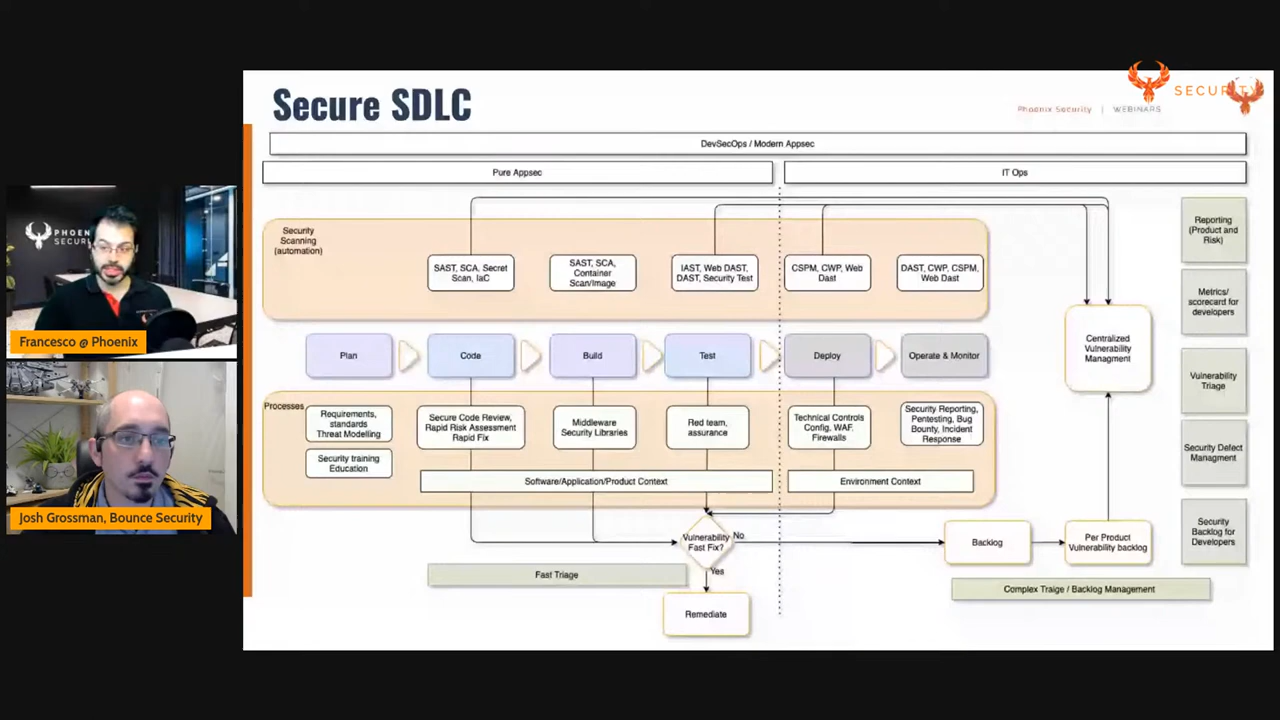 Secure SDLC
SECURITY
Phoenix Security | WEBINARS
DevSecOps / Modern Appsec
Pure Appsec
IT Ops
Security
Scanning
(automation)
SAST, SCA, Secret
Scan, IaC
SAST, SCA,
Container
Scan/Image
IAST, Web DAST,
DAST, Security Test
CSPM, CWP, Web
Dast
DAST, CWP, CSPM,
Web Dast
Plan
Code
Build
Test
Deploy
Operate & Monitor
Processes
Requirements,
standards
Threat Modelling
Security training
Education
Secure Code Review,
Rapid Risk Assessment
Rapid Fix
Middleware
Security Libraries
Red team,
assurance
Technical Controls
Config, WAF,
Firewalls
Security Reporting,
Pentesting, Bug
Bounty, Incident
Response
Software/Application/Product Context
Environment Context
Vulnerability
Fast Fix?
No
Yes
Fast Triage
Remediate
Backlog
Per Product
Vulnerability backlog
Complex Traige / Backlog Management
Centralized
Vulnerability
Managment
Reporting
(Product and
Risk)
Metrics/
scorecard for
developers
Vulnerability
Triage
Security Defect
Managment
Security
Backlog for
Developers
PHOENIX
SECUR
Francesco @ Phoenix
Josh Grossman, Bounce Security